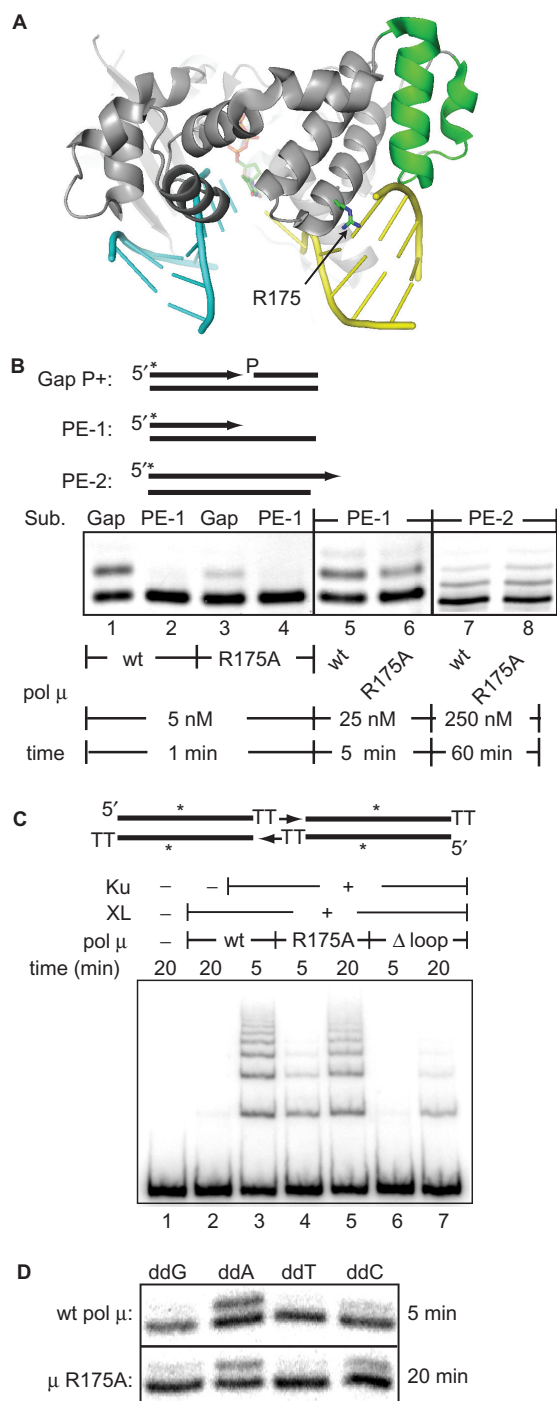 A
R175
B
Gap P+: 5′ * P
PE-1: 5′ *
PE-2: 5′*
Sub. Gap PE-1 Gap PE-1 PE-1 PE-2
1 2 3 4 5 6 7 8
wt R175A wt R175A wt R175A
pol μ
5 nM 25 nM 250 nM
time 1 min 5 min 60 min
C
5′ * TT * TT
TT * TT * 5′
Ku – – +
XL – +
pol μ – wt R175A Δ loop
time (min) 20 20 5 5 20 5 20
1 2 3 4 5 6 7
D
ddG ddA ddT ddC
wt pol μ: 5 min
μ R175A: 20 min